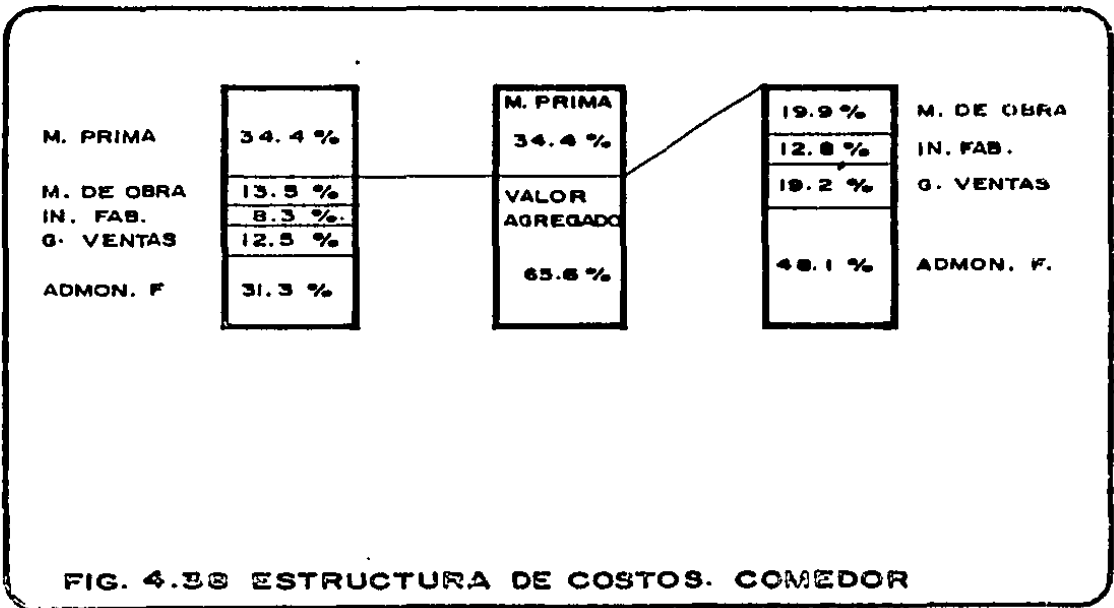 M. PRIMA 34.4 %
M. DE OBRA 13.5 %
IN. FAB. 8.3 %.
G. VENTAS 12.5 %
ADMON. F 31.3 %
M. PRIMA
34.4 %
VALOR
AGREGADO
65.6 %
19.9 % M. DE OBRA
12.8 % IN. FAB.
19.2 % G. VENTAS
48.1 % ADMON. F.
FIG. ESTRUCTURA DE COSTOS. COMEDOR